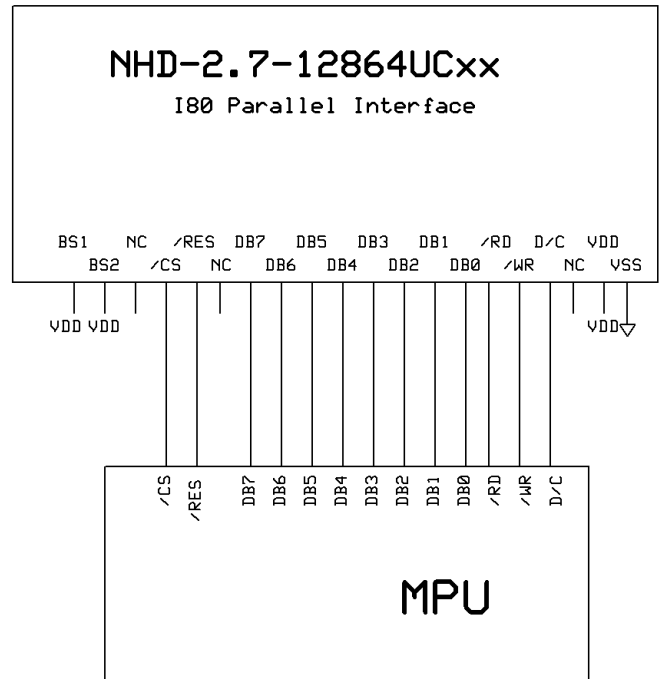 NHD-2.7-12864UCxx
I80 Parallel Interface
BS1 NC /RES DB7 DB5 DB3 DB1 /RD D/C VDD
BS2 /CS NC DB6 DB4 DB2 DB0 /WR NC VSS
VDD VDD VDD
/CS /RES DB7 DB6 DB5 DB4 DB3 DB2 DB1 DB0 /RD /WR D/C
MPU